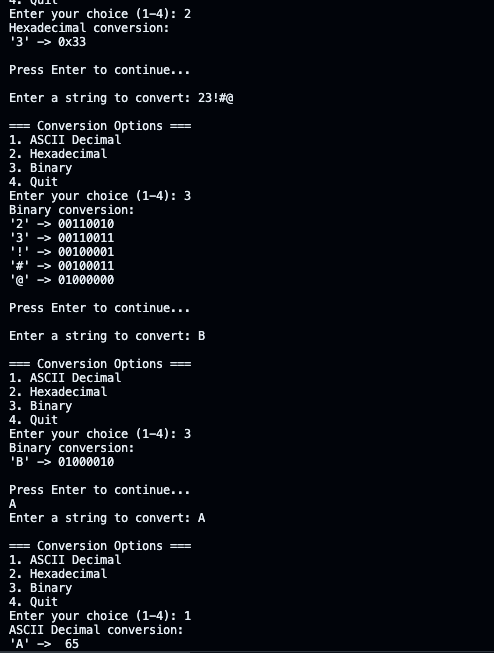 4. Quit
Enter your choice (1-4): 2
Hexadecimal conversion:
'3' -> 0x33
Press Enter to continue...
Enter a string to convert: 23!#@
=== Conversion Options ===
1. ASCII Decimal
2. Hexadecimal
3. Binary
4. Quit
Enter your choice (1-4): 3
Binary conversion:
'2' -> 00110010
'3' -> 00110011
'!' -> 00100001
'#' -> 00100011
'@' -> 01000000
Press Enter to continue...
Enter a string to convert: B
=== Conversion Options ===
1. ASCII Decimal
2. Hexadecimal
3. Binary
4. Quit
Enter your choice (1-4): 3
Binary conversion:
'B' -> 01000010
Press Enter to continue...
A
Enter a string to convert: A
=== Conversion Options ===
1. ASCII Decimal
2. Hexadecimal
3. Binary
4. Quit
Enter your choice (1-4): 1
ASCII Decimal conversion:
'A' ->  65